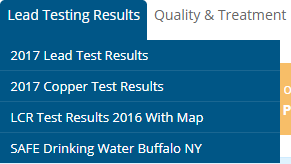 Lead Testing Results Quality & Treatment
2017 Lead Test Results
2017 Copper Test Results
LCR Test Results 2016 With Map
SAFE Drinking Water Buffalo NY